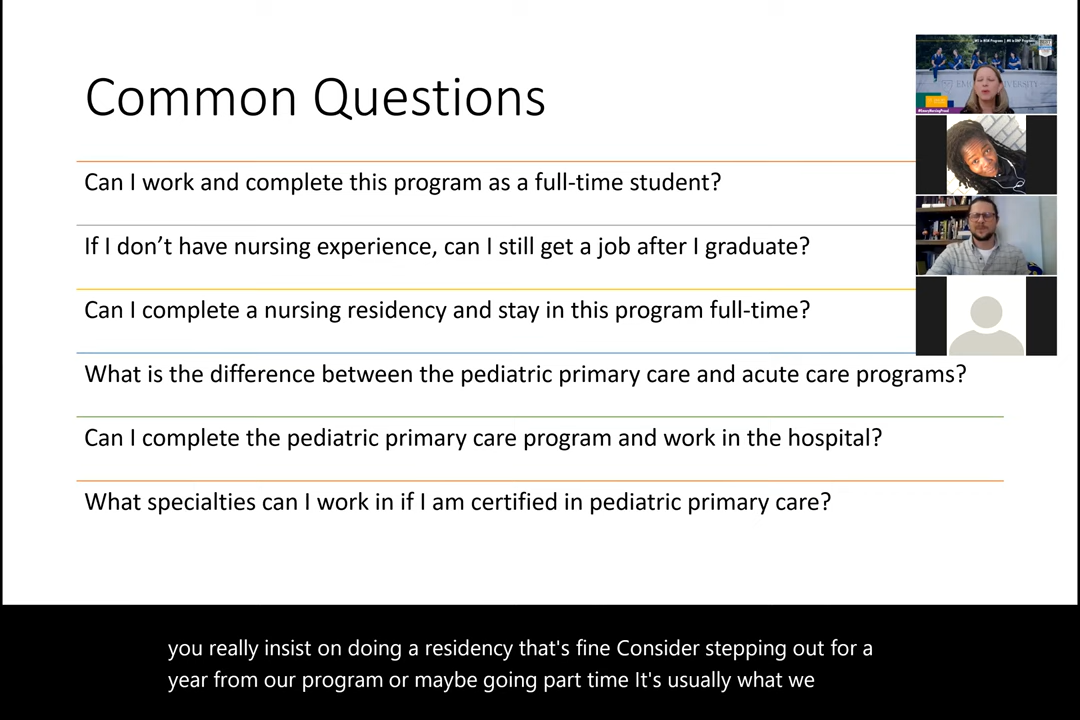 Common Questions
Can I work and complete this program as a full-time student?
If I don't have nursing experience, can I still get a job after I graduate?
Can I complete a nursing residency and stay in this program full-time?
What is the difference between the pediatric primary care and acute care programs?
Can I complete the pediatric primary care program and work in the hospital?
What specialties can I work in if I am certified in pediatric primary care?
you really insist on doing a residency that's fine Consider stepping out for a
year from our program or maybe going part time It's usually what we